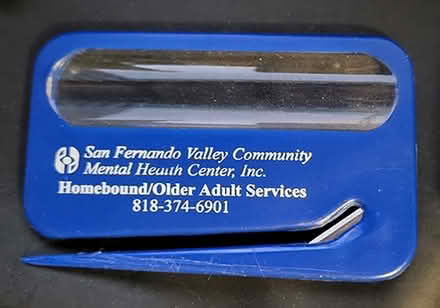 San Fernando Valley Community
Mental Health Center, Inc.
Homebound/Older Adult Services
818-374-6901